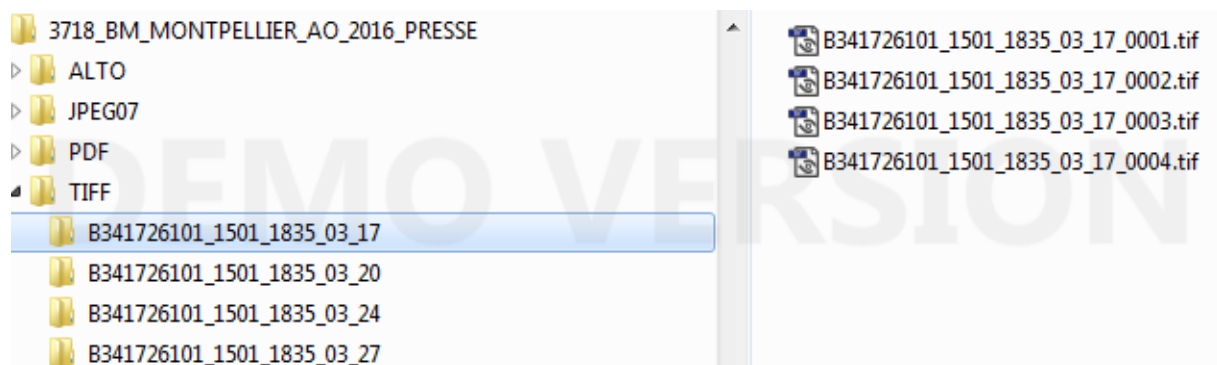 3718_BM_MONTPELLIER_AO_2016_PRESSE
ALTO
JPEG07
PDF
TIFF
B341726101_1501_1835_03_17
B341726101_1501_1835_03_20
B341726101_1501_1835_03_24
B341726101_1501_1835_03_27
B341726101_1501_1835_03_17_0001.tif
B341726101_1501_1835_03_17_0002.tif
B341726101_1501_1835_03_17_0003.tif
B341726101_1501_1835_03_17_0004.tif
DEMO VERSION